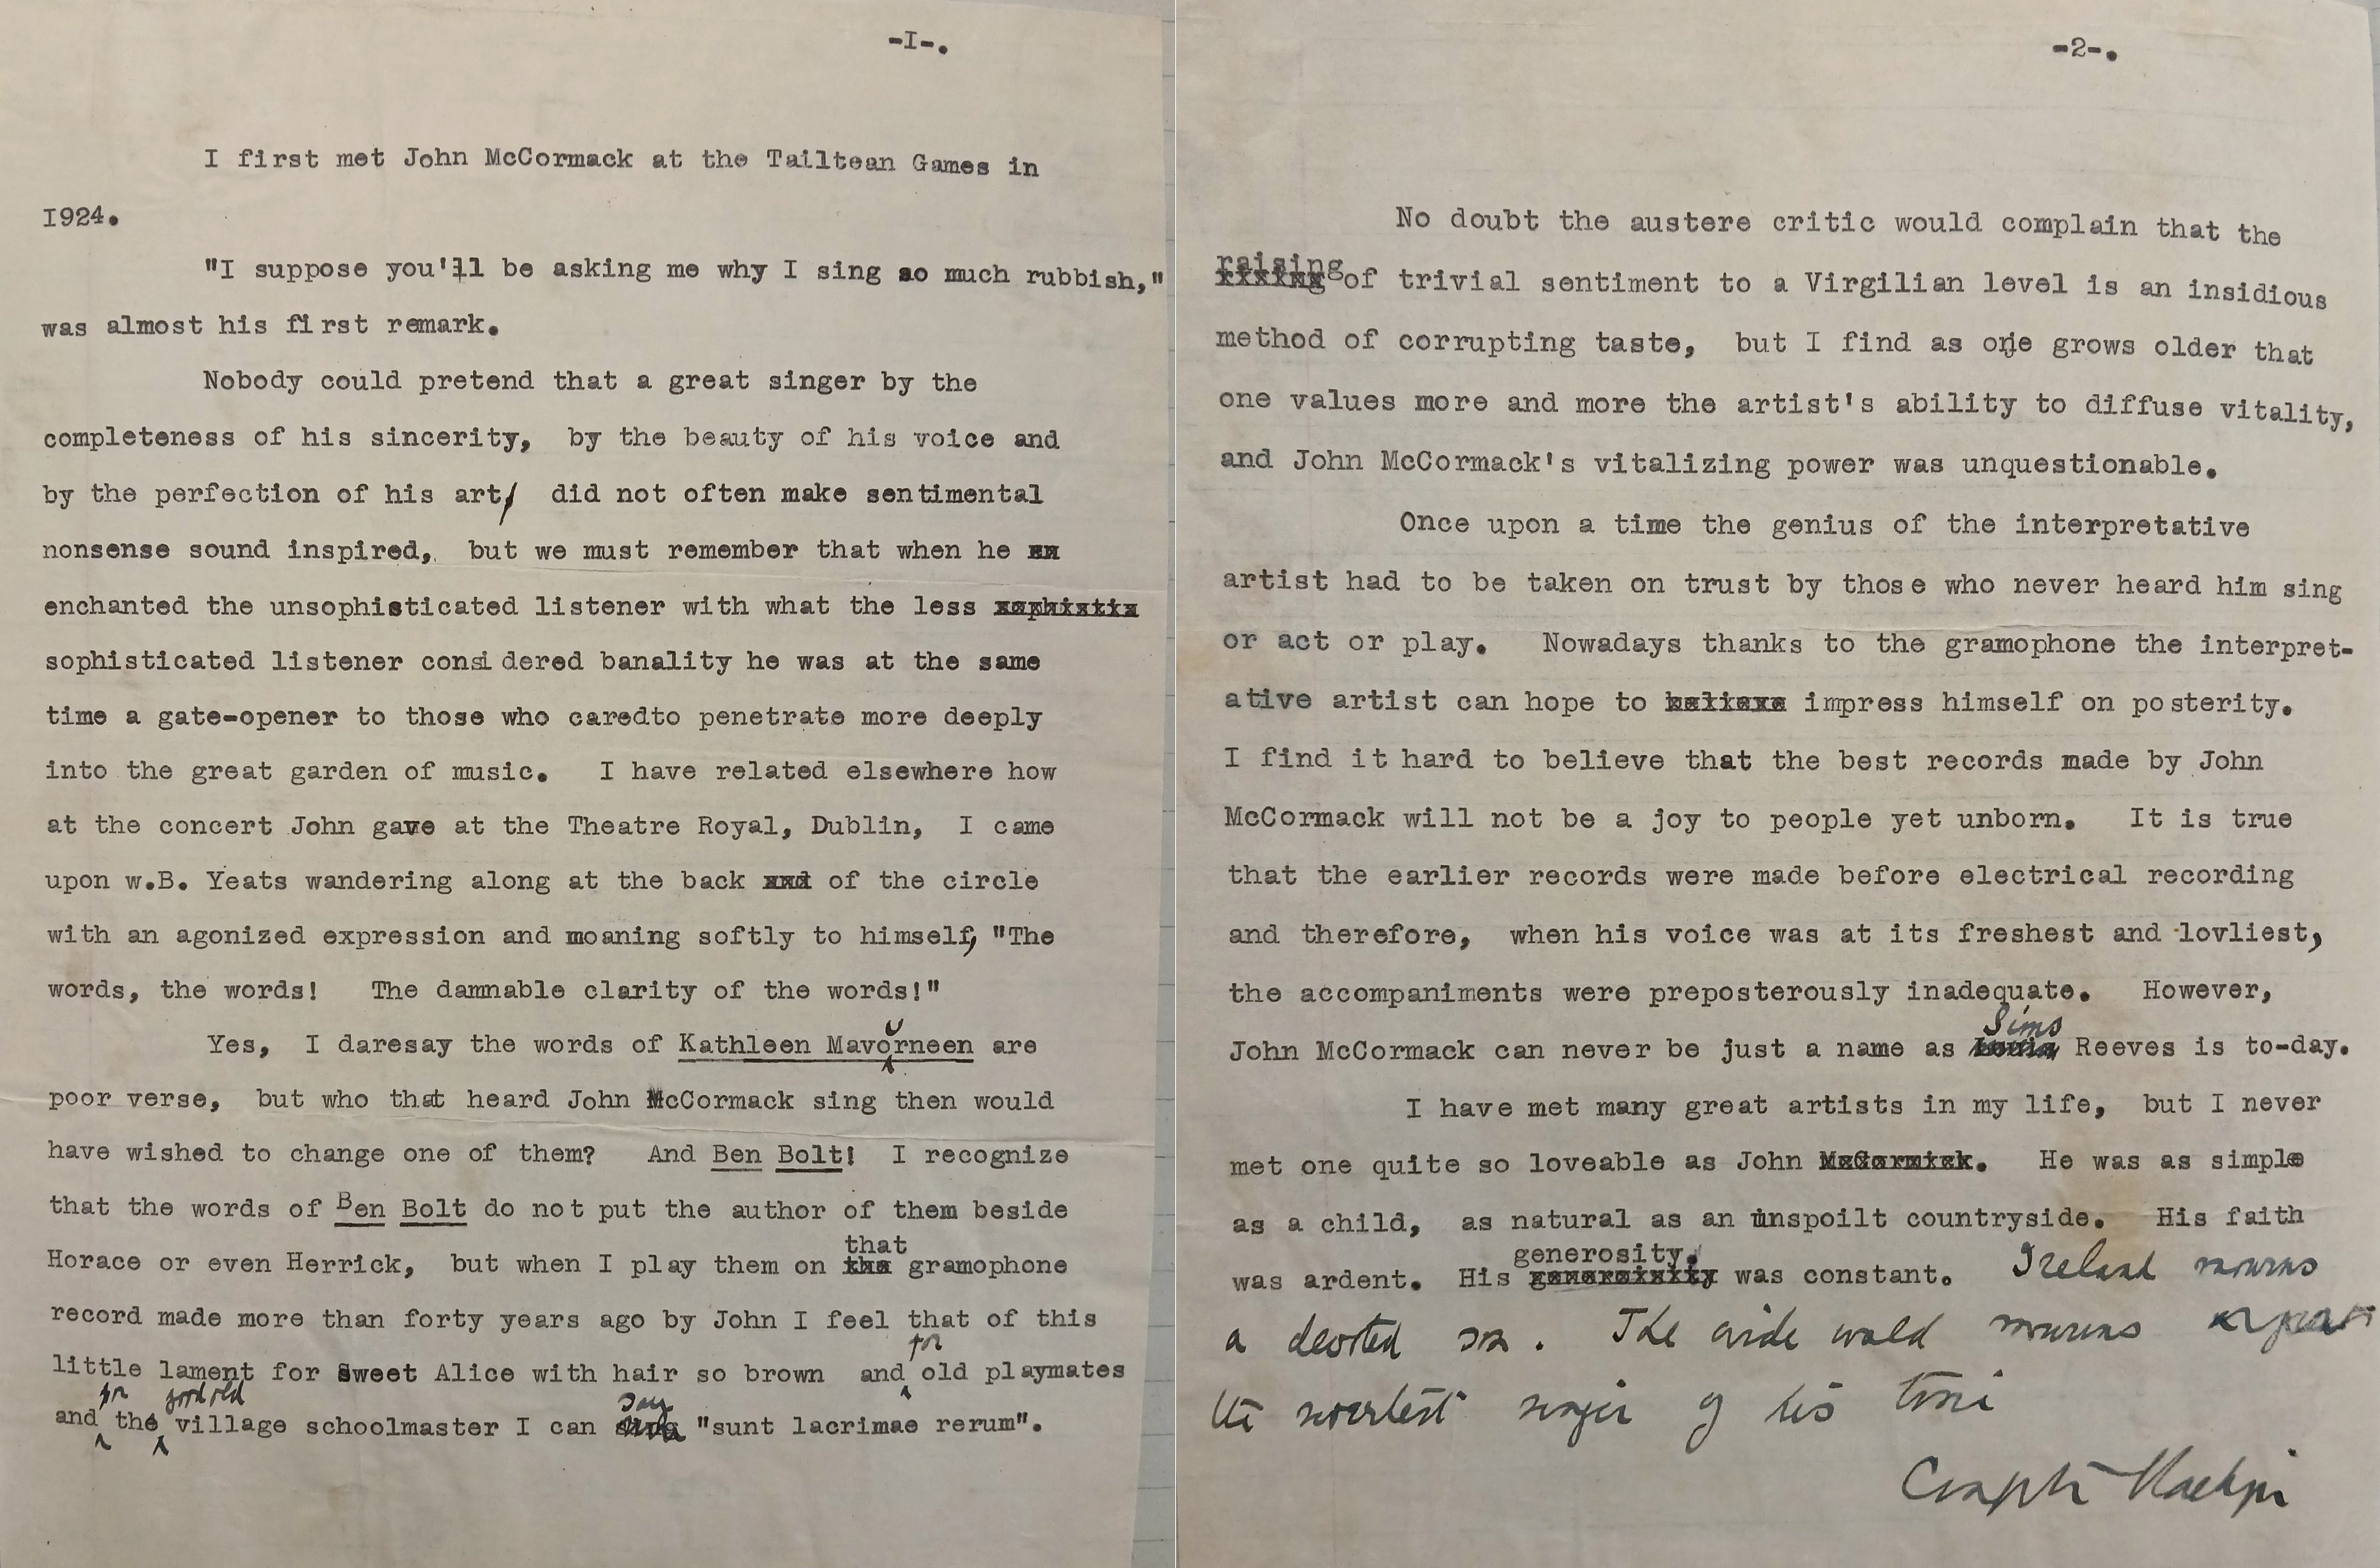 -I-.
I first met John McCormack at the Tailtean Games in
I924.
"I suppose you'll be asking me why I sing so much rubbish,"
was almost his first remark.
Nobody could pretend that a great singer by the
completeness of his sincerity, by the beauty of his voice and
by the perfection of his art, did not often make sentimental
nonsense sound inspired, but we must remember that when he
enchanted the unsophisticated listener with what the less
sophisticated listener considered banality he was at the same
time a gate-opener to those who caredto penetrate more deeply
into the great garden of music. I have related elsewhere how
at the concert John gave at the Theatre Royal, Dublin, I came
upon w.B. Yeats wandering along at the back of the circle
with an agonized expression and moaning softly to himself, "The
words, the words! The damnable clarity of the words!"
Yes, I daresay the words of Kathleen Mavourneen are
poor verse, but who that heard John McCormack sing then would
have wished to change one of them? And Ben Bolt! I recognize
that the words of Ben Bolt do not put the author of them beside
Horace or even Herrick, but when I play them on that gramophone
record made more than forty years ago by John I feel that of this
little lament for Sweet Alice with hair so brown and for old playmates
and for the good old village schoolmaster I can say "sunt lacrimae rerum".
-2-.
No doubt the austere critic would complain that the
raising of trivial sentiment to a Virgilian level is an insidious
method of corrupting taste, but I find as one grows older that
one values more and more the artist's ability to diffuse vitality,
and John McCormack's vitalizing power was unquestionable.
Once upon a time the genius of the interpretative
artist had to be taken on trust by those who never heard him sing
or act or play. Nowadays thanks to the gramophone the interpret-
ative artist can hope to impress himself on posterity.
I find it hard to believe that the best records made by John
McCormack will not be a joy to people yet unborn. It is true
that the earlier records were made before electrical recording
and therefore, when his voice was at its freshest and lovliest,
the accompaniments were preposterously inadequate. However,
John McCormack can never be just a name as Sims Reeves is to-day.
I have met many great artists in my life, but I never
met one quite so loveable as John McCormick. He was as simple
as a child, as natural as an unspoilt countryside. His faith
was ardent. His generosity. was constant. Ireland mourns
a devoted son. The wide world mourns
the sweetest singer of his time
Compton Mackenzie